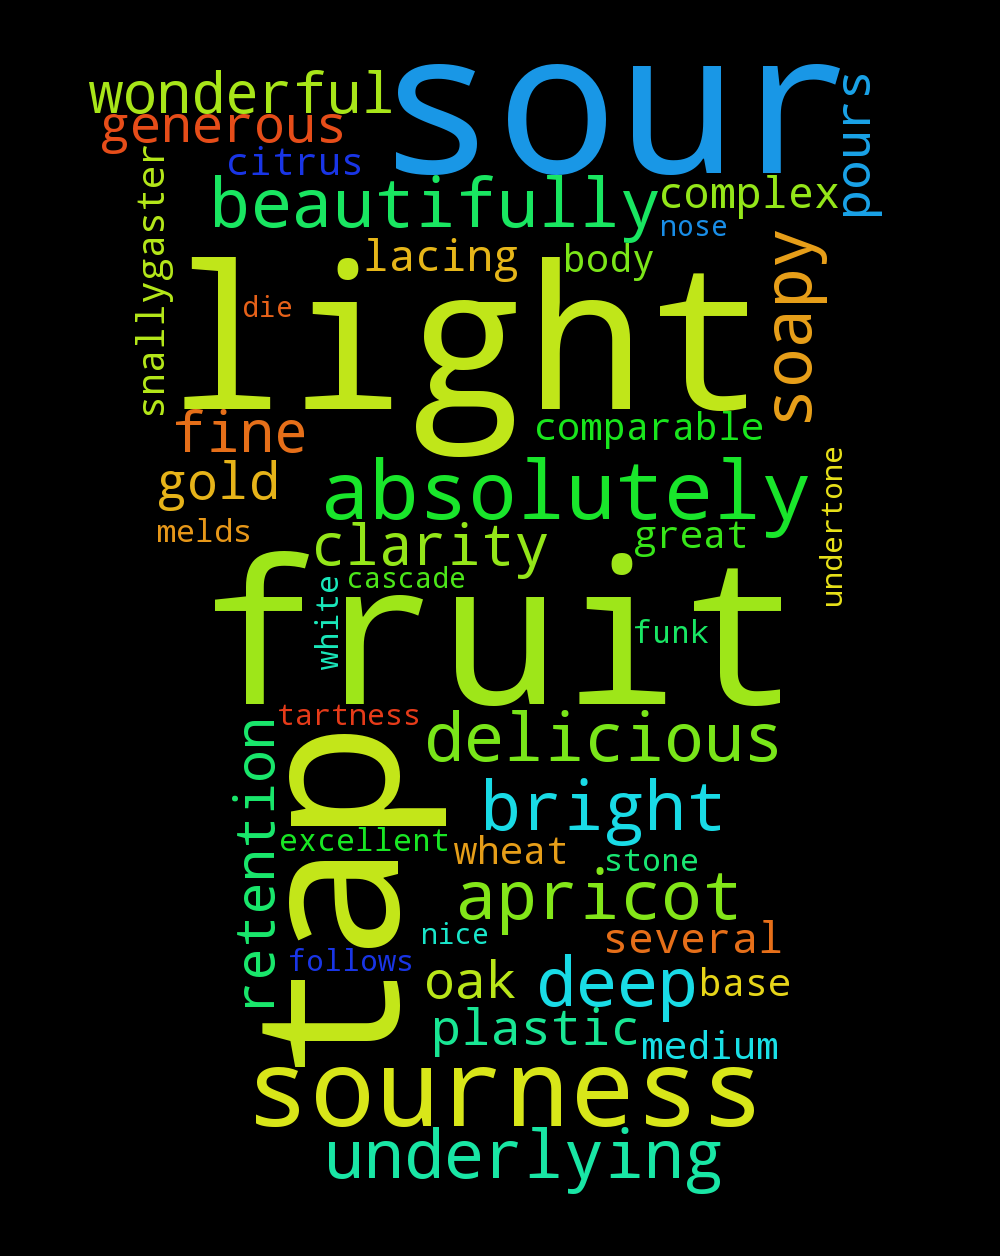 sour
wonderful
generous
pours
citrus
beautifully
complex
nose
snallygaster
lacing
body
soapy
light
die
fine
comparable
gold
absolutely
melds
clarity
great
undertone
cascade
white
fruit
funk
tartness
retention
delicious
tap
bright
excellent
wheat
stone
apricot
nice
several
follows
oak
deep
base
plastic
medium
sourness
underlying